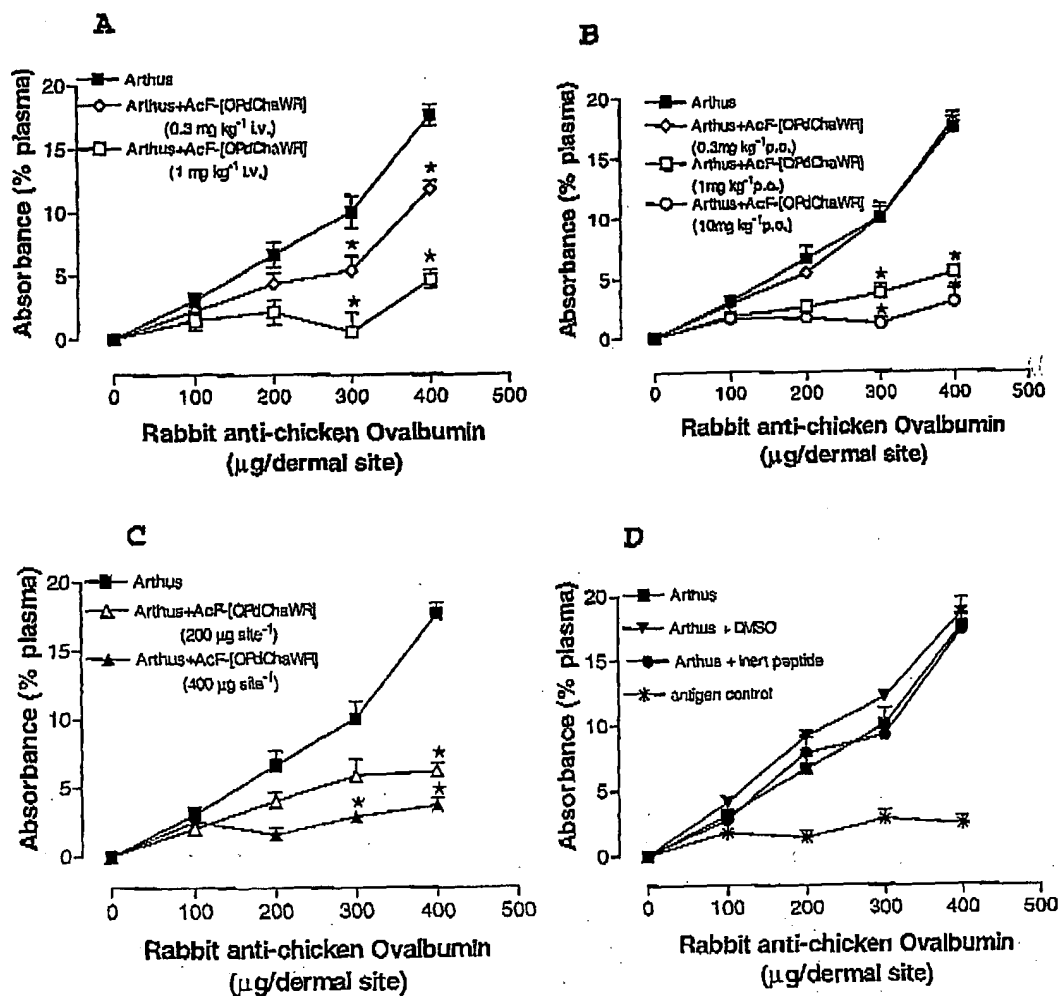 A
Absorbance (% plasma)
20
15
10
5
0
Arthus
Arthus+AcF-[OPdChaWR]
(0.3 mg kg⁻¹ i.v.)
Arthus+AcF-[OPdChaWR]
(1 mg kg⁻¹ i.v.)
* * * *
0 100 200 300 400 500
Rabbit anti-chicken Ovalbumin
(µg/dermal site)
B
Absorbance (% plasma)
20
15
10
5
0
Arthus
Arthus+AcF-[OPdChaWR]
(0.3mg kg⁻¹p.o.)
Arthus+AcF-[OPdChaWR]
(1mg kg⁻¹p.o.)
Arthus+AcF-[OPdChaWR]
(10mg kg⁻¹p.o.)
* * * *
0 100 200 300 400 500
Rabbit anti-chicken Ovalbumin
(µg/dermal site)
C
Absorbance (% plasma)
20
15
10
5
0
Arthus
Arthus+AcF-[OPdChaWR]
(200 µg site⁻¹)
Arthus+AcF-[OPdChaWR]
(400 µg site⁻¹)
* * *
0 100 200 300 400 500
Rabbit anti-chicken Ovalbumin
(µg/dermal site)
D
Absorbance (% plasma)
20
15
10
5
0
Arthus
Arthus + DMSO
Arthus + inert peptide
antigen control
0 100 200 300 400 500
Rabbit anti-chicken Ovalbumin
(µg/dermal site)